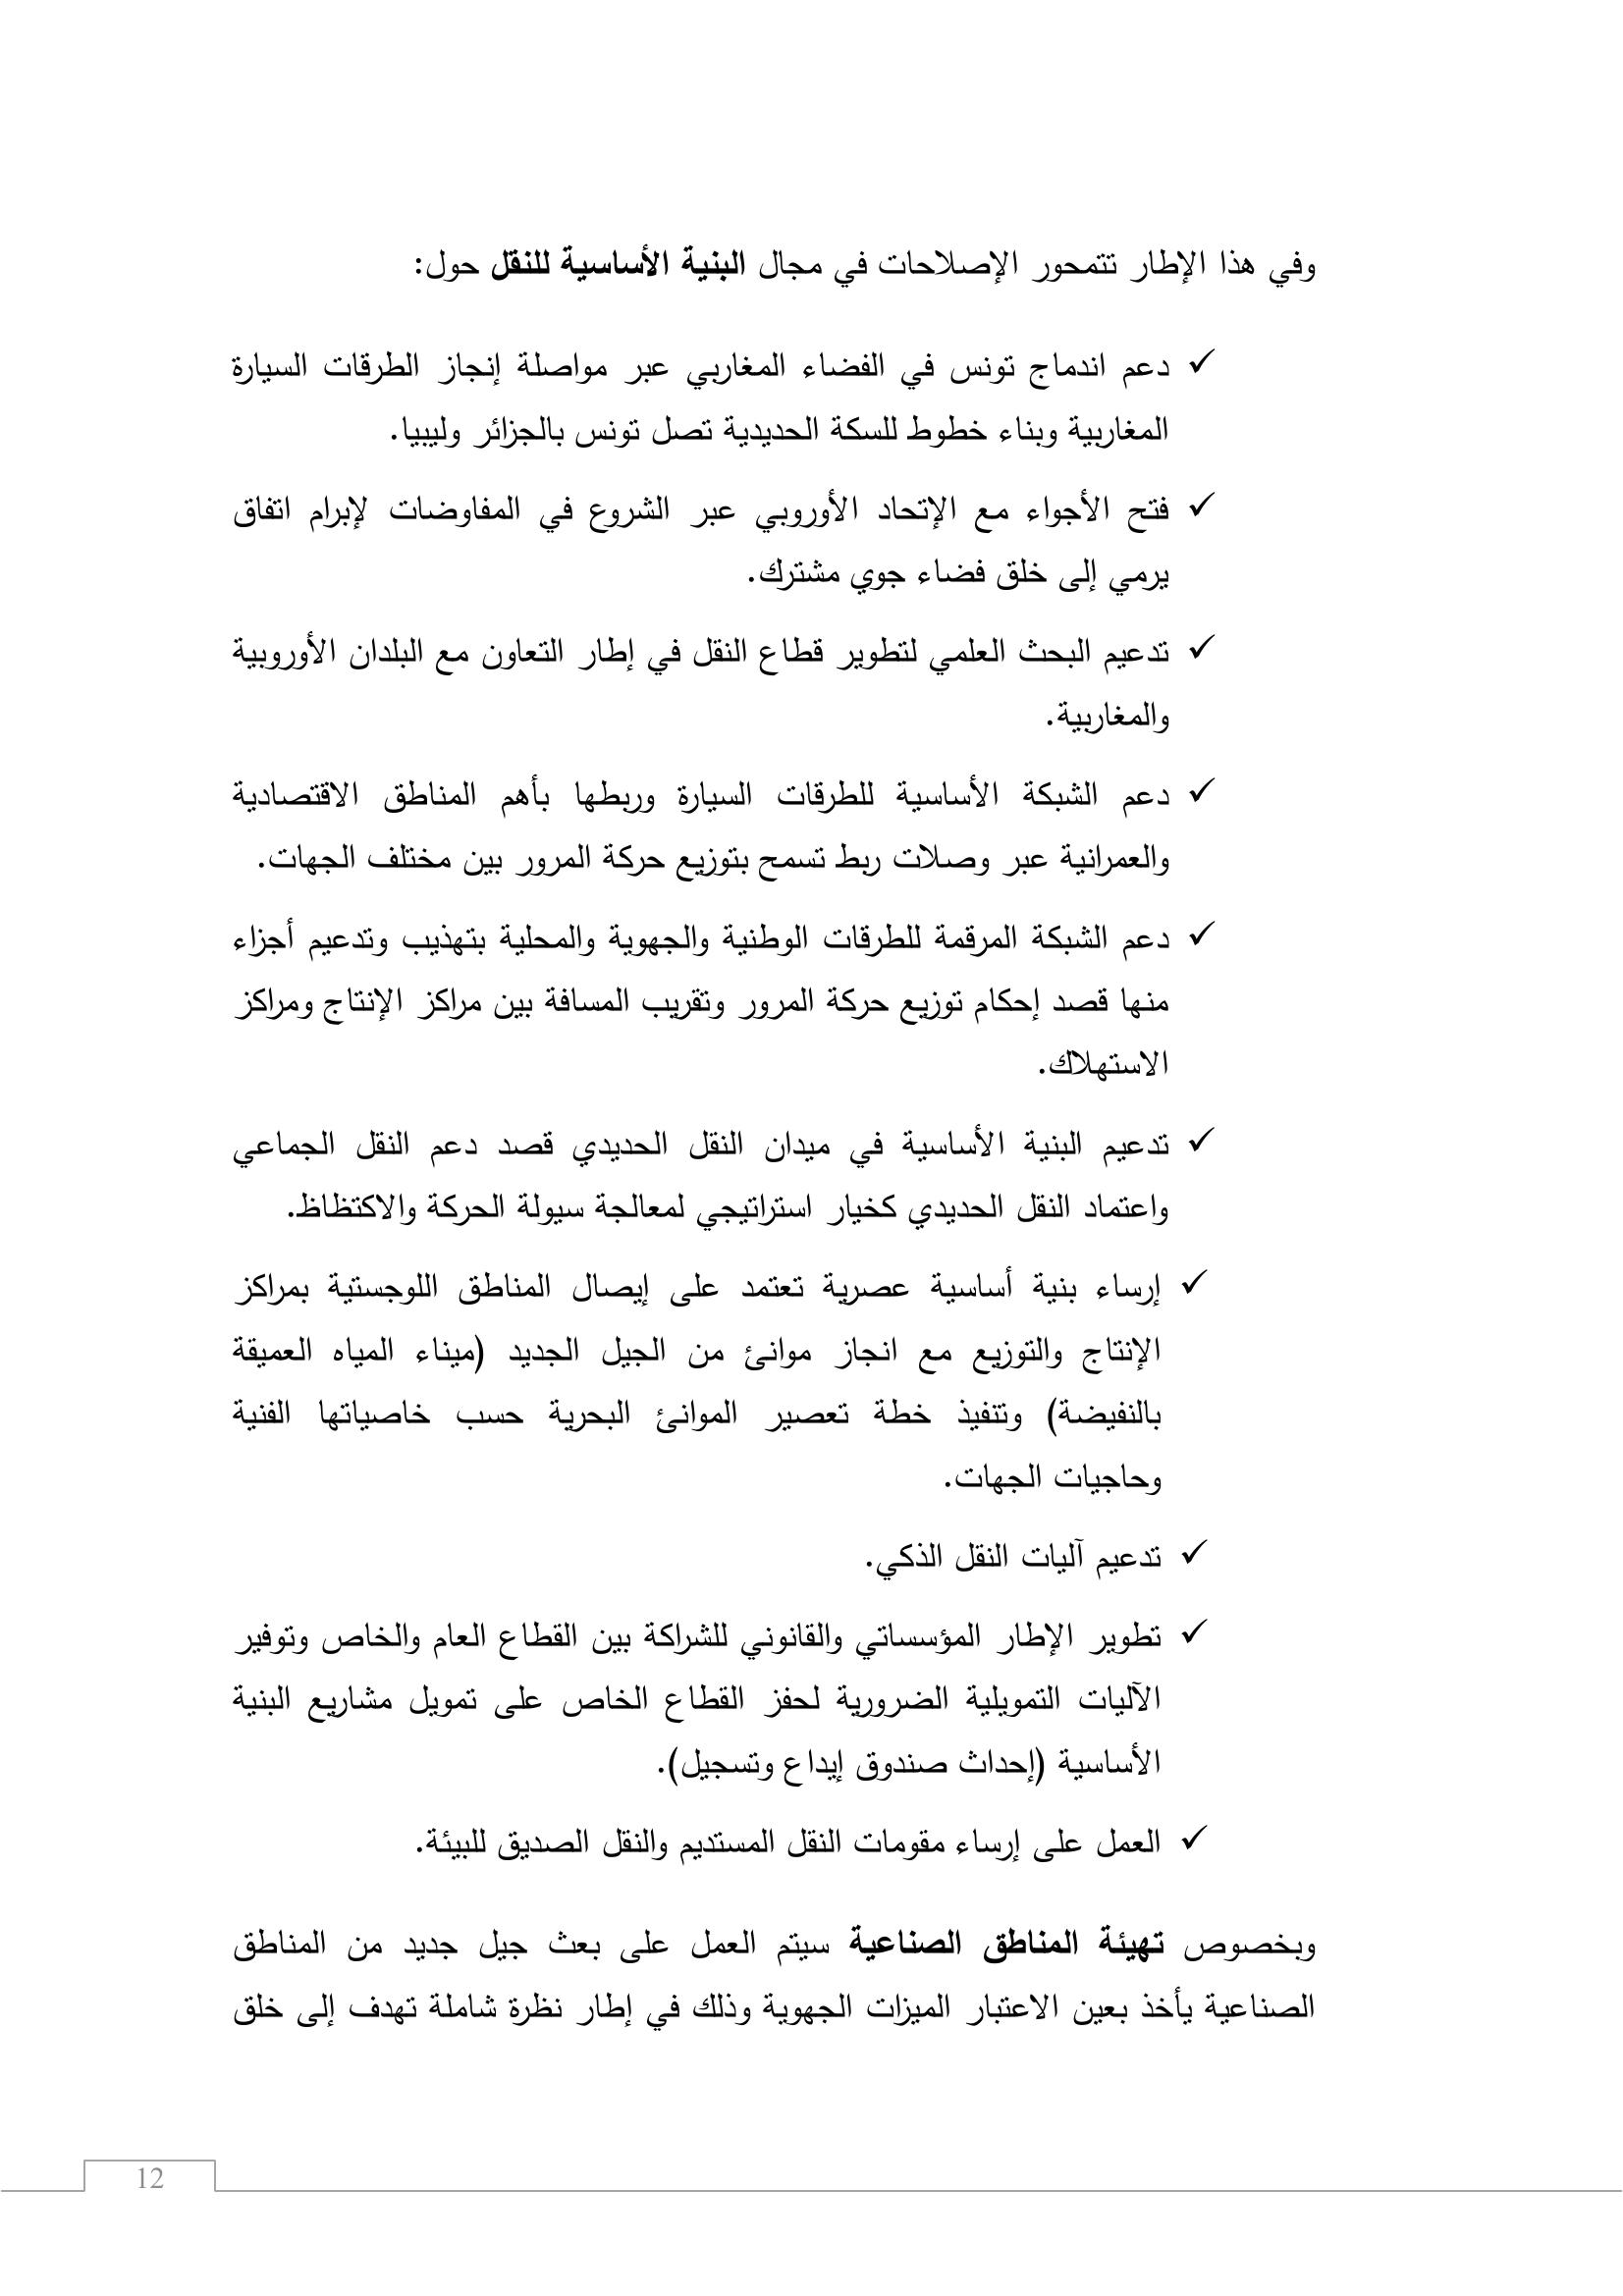 وفي هذا الإطار تتمحور الإصلاحات في مجال البنية الأساسية للنقل حول:
✓ دعم اندماج تونس في الفضاء المغاربي عبر مواصلة إنجاز الطرقات السيارة
المغاربية وبناء خطوط للسكة الحديدية تصل تونس بالجزائر وليبيا.
✓ فتح الأجواء مع الإتحاد الأوروبي عبر الشروع في المفاوضات لإبرام اتفاق
يرمي إلى خلق فضاء جوي مشترك.
✓ تدعيم البحث العلمي لتطوير قطاع النقل في إطار التعاون مع البلدان الأوروبية
والمغاربية.
✓ دعم الشبكة الأساسية للطرقات السيارة وربطها بأهم المناطق الاقتصادية
والعمرانية عبر وصلات ربط تسمح بتوزيع حركة المرور بين مختلف الجهات.
✓ دعم الشبكة المرقمة للطرقات الوطنية والجهوية والمحلية بتهذيب وتدعيم أجزاء
منها قصد إحكام توزيع حركة المرور وتقريب المسافة بين مراكز الإنتاج ومراكز
الاستهلاك.
✓ تدعيم البنية الأساسية في ميدان النقل الحديدي قصد دعم النقل الجماعي
واعتماد النقل الحديدي كخيار استراتيجي لمعالجة سيولة الحركة والاكتظاظ.
✓ إرساء بنية أساسية عصرية تعتمد على إيصال المناطق اللوجستية بمراكز
الإنتاج والتوزيع مع انجاز موانئ من الجيل الجديد (ميناء المياه العميقة
بالنفيضة) وتنفيذ خطة تعصير الموانئ البحرية حسب خاصياتها الفنية
وحاجيات الجهات.
✓ تدعيم آليات النقل الذكي.
✓ تطوير الإطار المؤسساتي والقانوني للشراكة بين القطاع العام والخاص وتوفير
الآليات التمويلية الضرورية لحفز القطاع الخاص على تمويل مشاريع البنية
الأساسية (إحداث صندوق إيداع وتسجيل).
✓ العمل على إرساء مقومات النقل المستديم والنقل الصديق للبيئة.
وبخصوص تهيئة المناطق الصناعية سيتم العمل على بعث جيل جديد من المناطق
الصناعية يأخذ بعين الاعتبار الميزات الجهوية وذلك في إطار نظرة شاملة تهدف إلى خلق
12